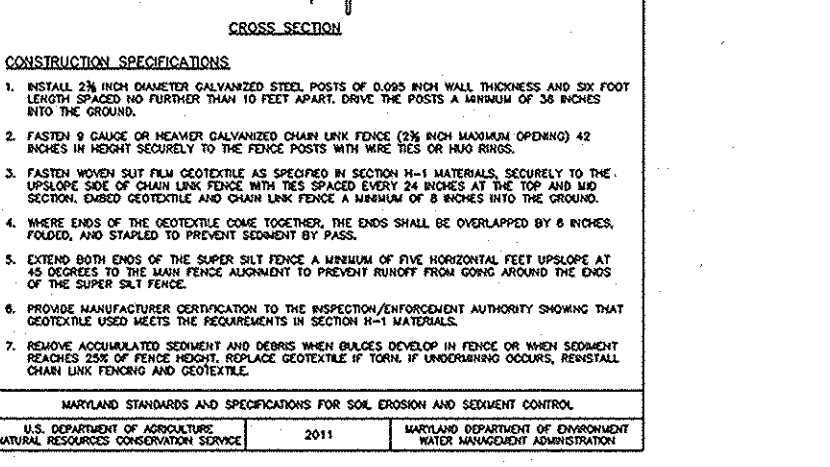 CROSS SECTION
CONSTRUCTION SPECIFICATIONS
1. INSTALL 2⅜ INCH DIAMETER GALVANIZED STEEL POSTS OF 0.095 INCH WALL THICKNESS AND SIX FOOT
LENGTH SPACED NO FURTHER THAN 10 FEET APART. DRIVE THE POSTS A MINIMUM OF 36 INCHES
INTO THE GROUND.
2. FASTEN 9 GAUGE OR HEAVIER GALVANIZED CHAIN LINK FENCE (2⅜ INCH MAXIMUM OPENING) 42
INCHES IN HEIGHT SECURELY TO THE FENCE POSTS WITH WIRE TIES OR HUG RINGS.
3. FASTEN WOVEN SLIT FILM GEOTEXTILE AS SPECIFIED IN SECTION H-1 MATERIALS, SECURELY TO THE
UPSLOPE SIDE OF CHAIN LINK FENCE WITH TIES SPACED EVERY 24 INCHES AT THE TOP AND MID
SECTION. EMBED GEOTEXTILE AND CHAIN LINK FENCE A MINIMUM OF 8 INCHES INTO THE GROUND.
4. WHERE ENDS OF THE GEOTEXTILE COME TOGETHER, THE ENDS SHALL BE OVERLAPPED BY 6 INCHES,
FOLDED, AND STAPLED TO PREVENT SEDIMENT BY PASS.
5. EXTEND BOTH ENDS OF THE SUPER SILT FENCE A MINIMUM OF FIVE HORIZONTAL FEET UPSLOPE AT
45 DEGREES TO THE MAIN FENCE ALIGNMENT TO PREVENT RUNOFF FROM GOING AROUND THE ENDS
OF THE SUPER SILT FENCE.
6. PROVIDE MANUFACTURER CERTIFICATION TO THE INSPECTION/ENFORCEMENT AUTHORITY SHOWING THAT
GEOTEXTILE USED MEETS THE REQUIREMENTS IN SECTION H-1 MATERIALS.
7. REMOVE ACCUMULATED SEDIMENT AND DEBRIS WHEN BULGES DEVELOP IN FENCE OR WHEN SEDIMENT
REACHES 25% OF FENCE HEIGHT. REPLACE GEOTEXTILE IF TORN. IF UNDERMINING OCCURS, REINSTALL
CHAIN LINK FENCING AND GEOTEXTILE.
MARYLAND STANDARDS AND SPECIFICATIONS FOR SOIL EROSION AND SEDIMENT CONTROL
U.S. DEPARTMENT OF AGRICULTURE
NATURAL RESOURCES CONSERVATION SERVICE
2011
MARYLAND DEPARTMENT OF ENVIRONMENT
WATER MANAGEMENT ADMINISTRATION